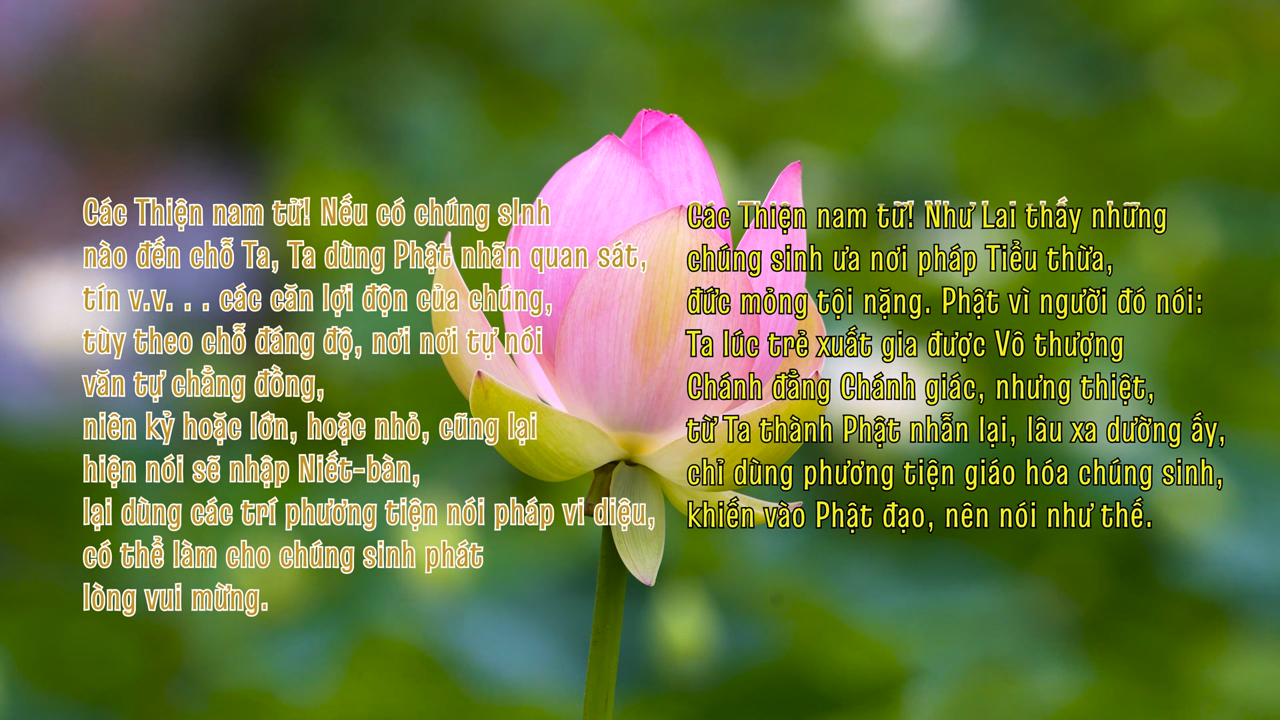 Các Thiện nam tử! Nếu có chúng sInh
nào đến chỗ Ta, Ta dùng Phật nhãn quan sát,
tín v.v. . . các căn lợi độn của chúng,
tùy theo chỗ đáng độ, nơi nơi tự nói
văn tự chẳng đồng,
niên kỷ hoặc lớn, hoặc nhỏ, cũng lại
hiện nói sẽ nhập Niết-bàn,
lại dùng các trí phương tiện nói pháp vi diệu,
có thể làm cho chúng sinh phát
lòng vui mừng.
Các Thiện nam tử! Như Lai thấy những
chúng sinh ưa nơi pháp Tiểu thừa,
đức mỏng tội nặng. Phật vì người đó nói:
Ta lúc trẻ xuất gia được Vô thượng
Chánh đẳng Chánh giác, nhưng thiệt,
từ Ta thành Phật nhẫn lại, lâu xa dường ấy,
chỉ dùng phương tiện giáo hóa chúng sinh,
khiến vào Phật đạo, nên nói như thế.